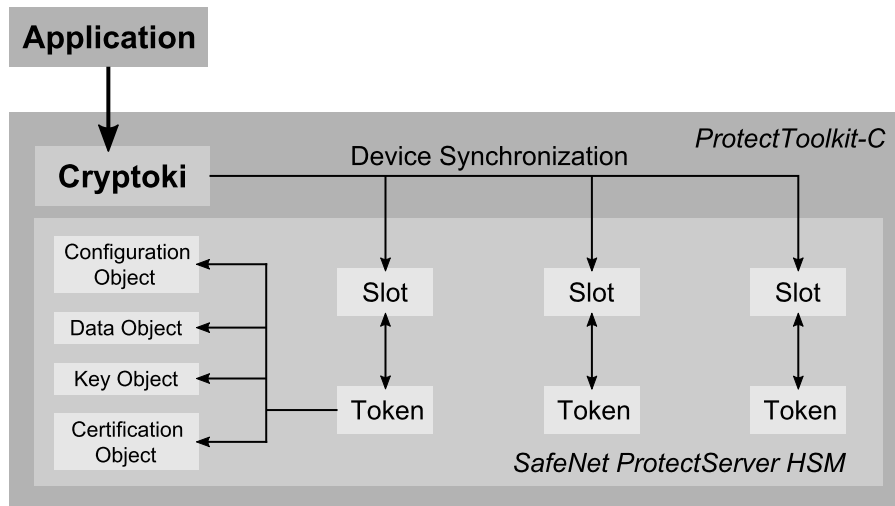 Application
ProtectToolkit-C
Device Synchronization
Cryptoki
Configuration
Object
Data Object
Key Object
Certification
Object
Slot
Slot
Slot
Token
Token
Token
SafeNet ProtectServer HSM